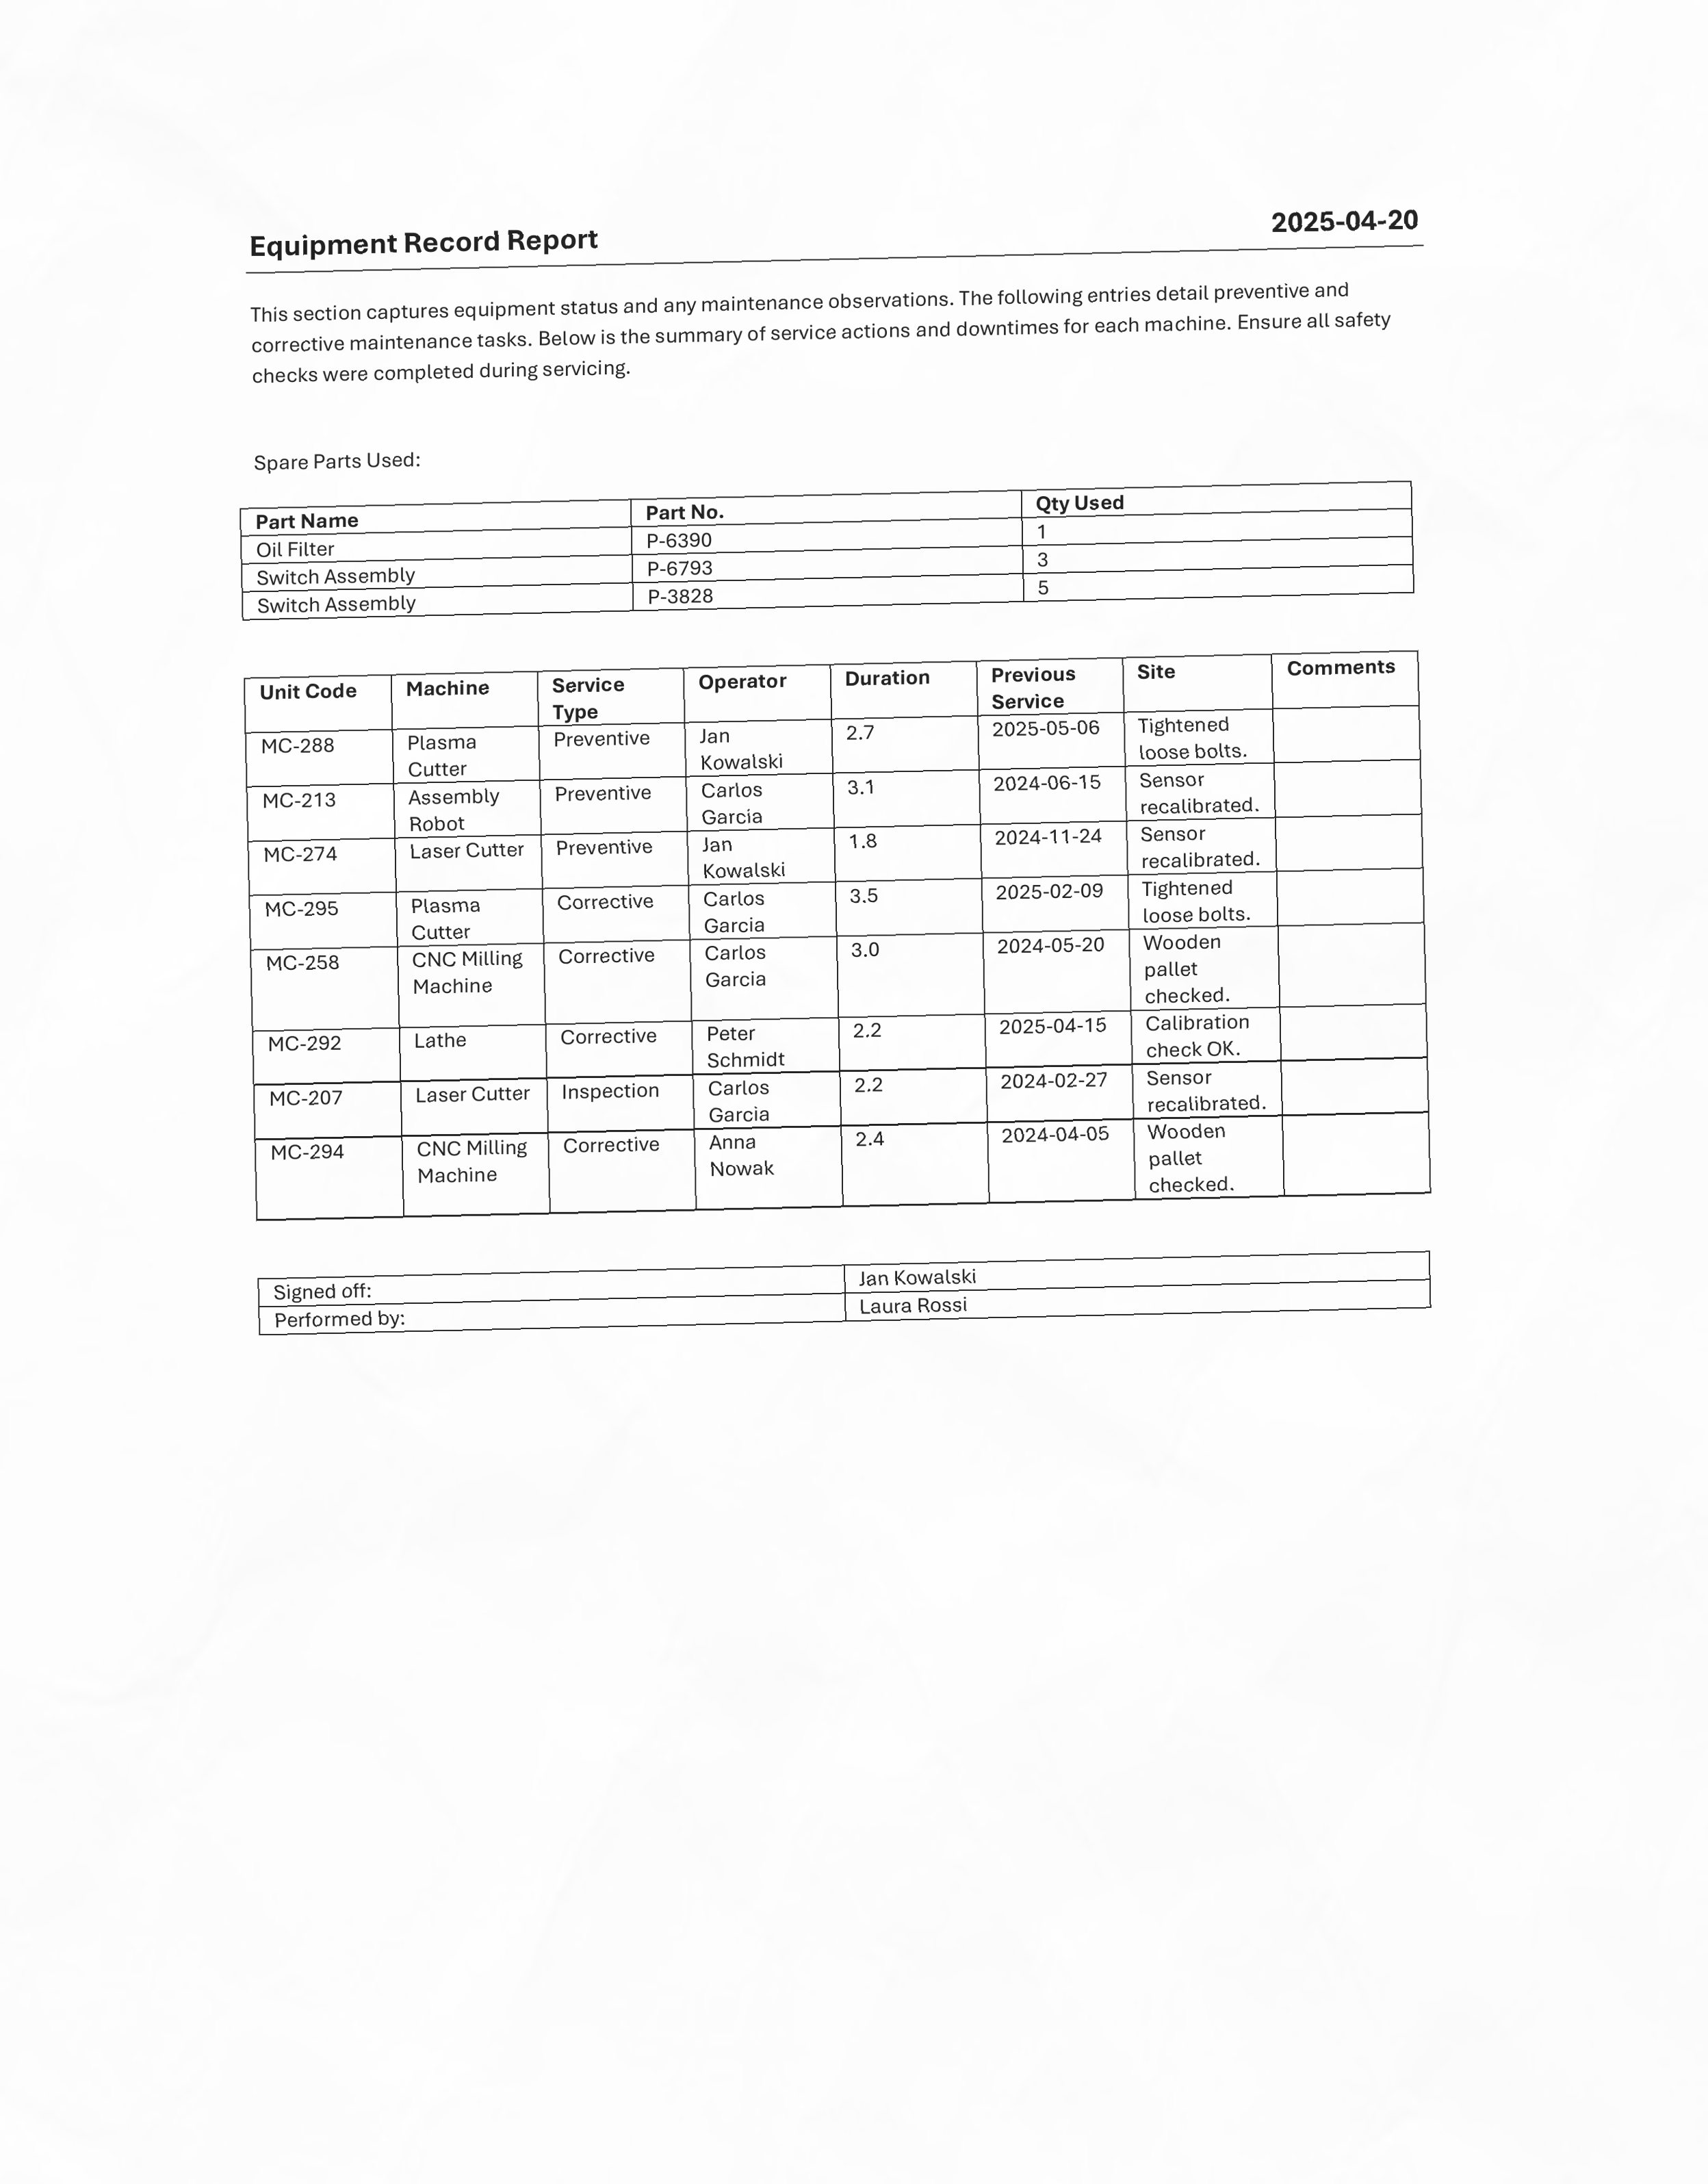 Equipment Record Report 2025-04-20
This section captures equipment status and any maintenance observations. The following entries detail preventive and
corrective maintenance tasks. Below is the summary of service actions and downtimes for each machine. Ensure all safety
checks were completed during servicing.
Spare Parts Used:
Part Name Part No. Qty Used
Oil Filter P-6390 1
Switch Assembly P-6793 3
Switch Assembly P-3828 5
Unit Code Machine Service Type Operator Duration Previous Service Site Comments
MC-288 Plasma Cutter Preventive Jan Kowalski 2.7 2025-05-06 Tightened loose bolts.
MC-213 Assembly Robot Preventive Carlos Garcia 3.1 2024-06-15 Sensor recalibrated.
MC-274 Laser Cutter Preventive Jan Kowalski 1.8 2024-11-24 Sensor recalibrated.
MC-295 Plasma Cutter Corrective Carlos Garcia 3.5 2025-02-09 Tightened loose bolts.
MC-258 CNC Milling Machine Corrective Carlos Garcia 3.0 2024-05-20 Wooden pallet checked.
MC-292 Lathe Corrective Peter Schmidt 2.2 2025-04-15 Calibration check OK.
MC-207 Laser Cutter Inspection Carlos Garcia 2.2 2024-02-27 Sensor recalibrated.
MC-294 CNC Milling Machine Corrective Anna Nowak 2.4 2024-04-05 Wooden pallet checked.
Signed off: Jan Kowalski
Performed by: Laura Rossi